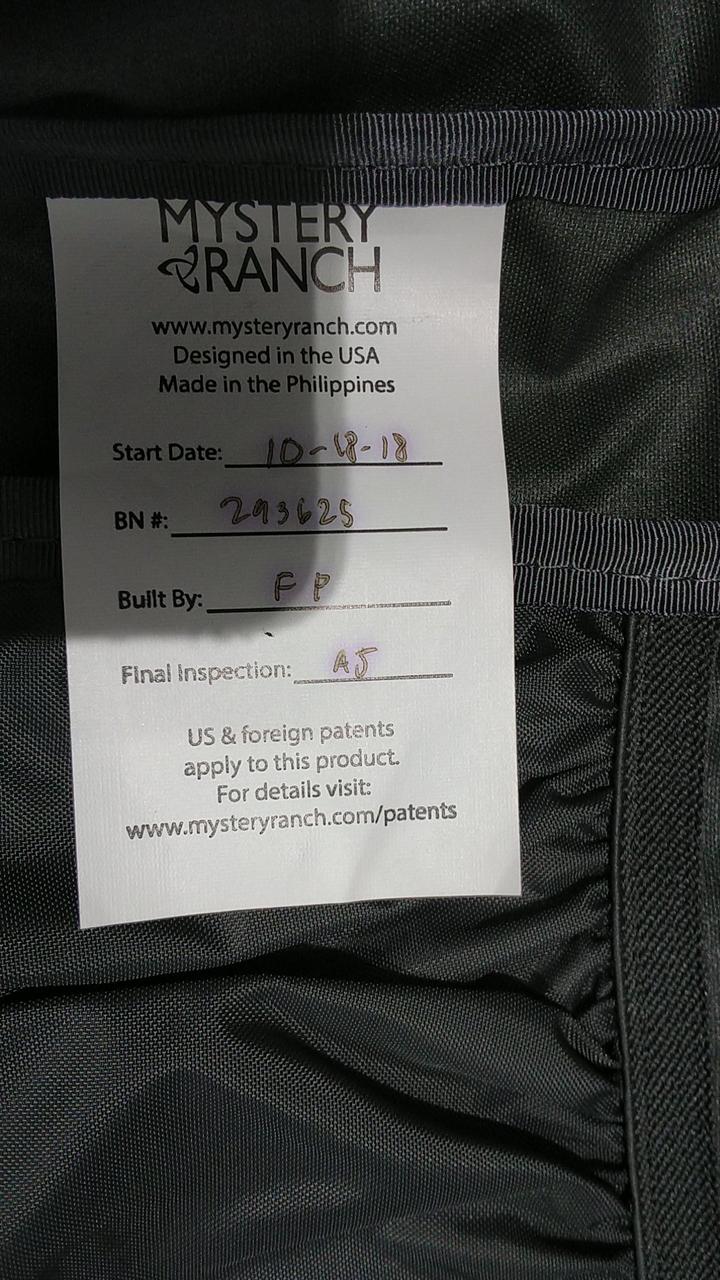 MYSTERY
RANCH
www.mysteryranch.com
Designed in the USA
Made in the Philippines
Start Date: 10-18-18
BN #: 293625
Built By: F P
Final Inspection: AJ
US & foreign patents
apply to this product.
For details visit:
www.mysteryranch.com/patents